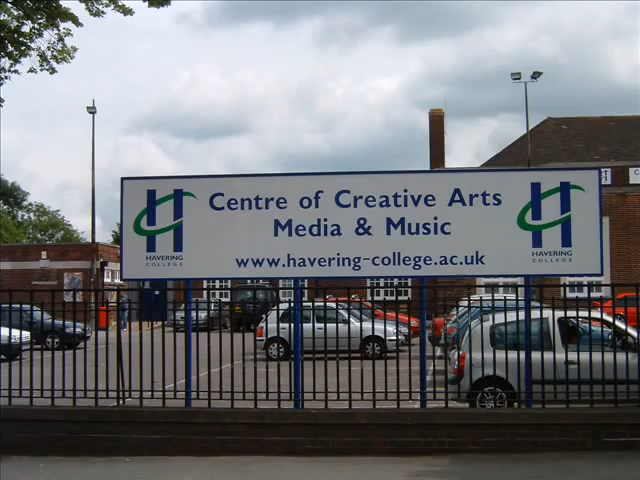 Centre of Creative Arts
Media & Music
www.havering-college.ac.uk
H
HAVERING
COLLEGE
H
HAVERING
COLLEGE